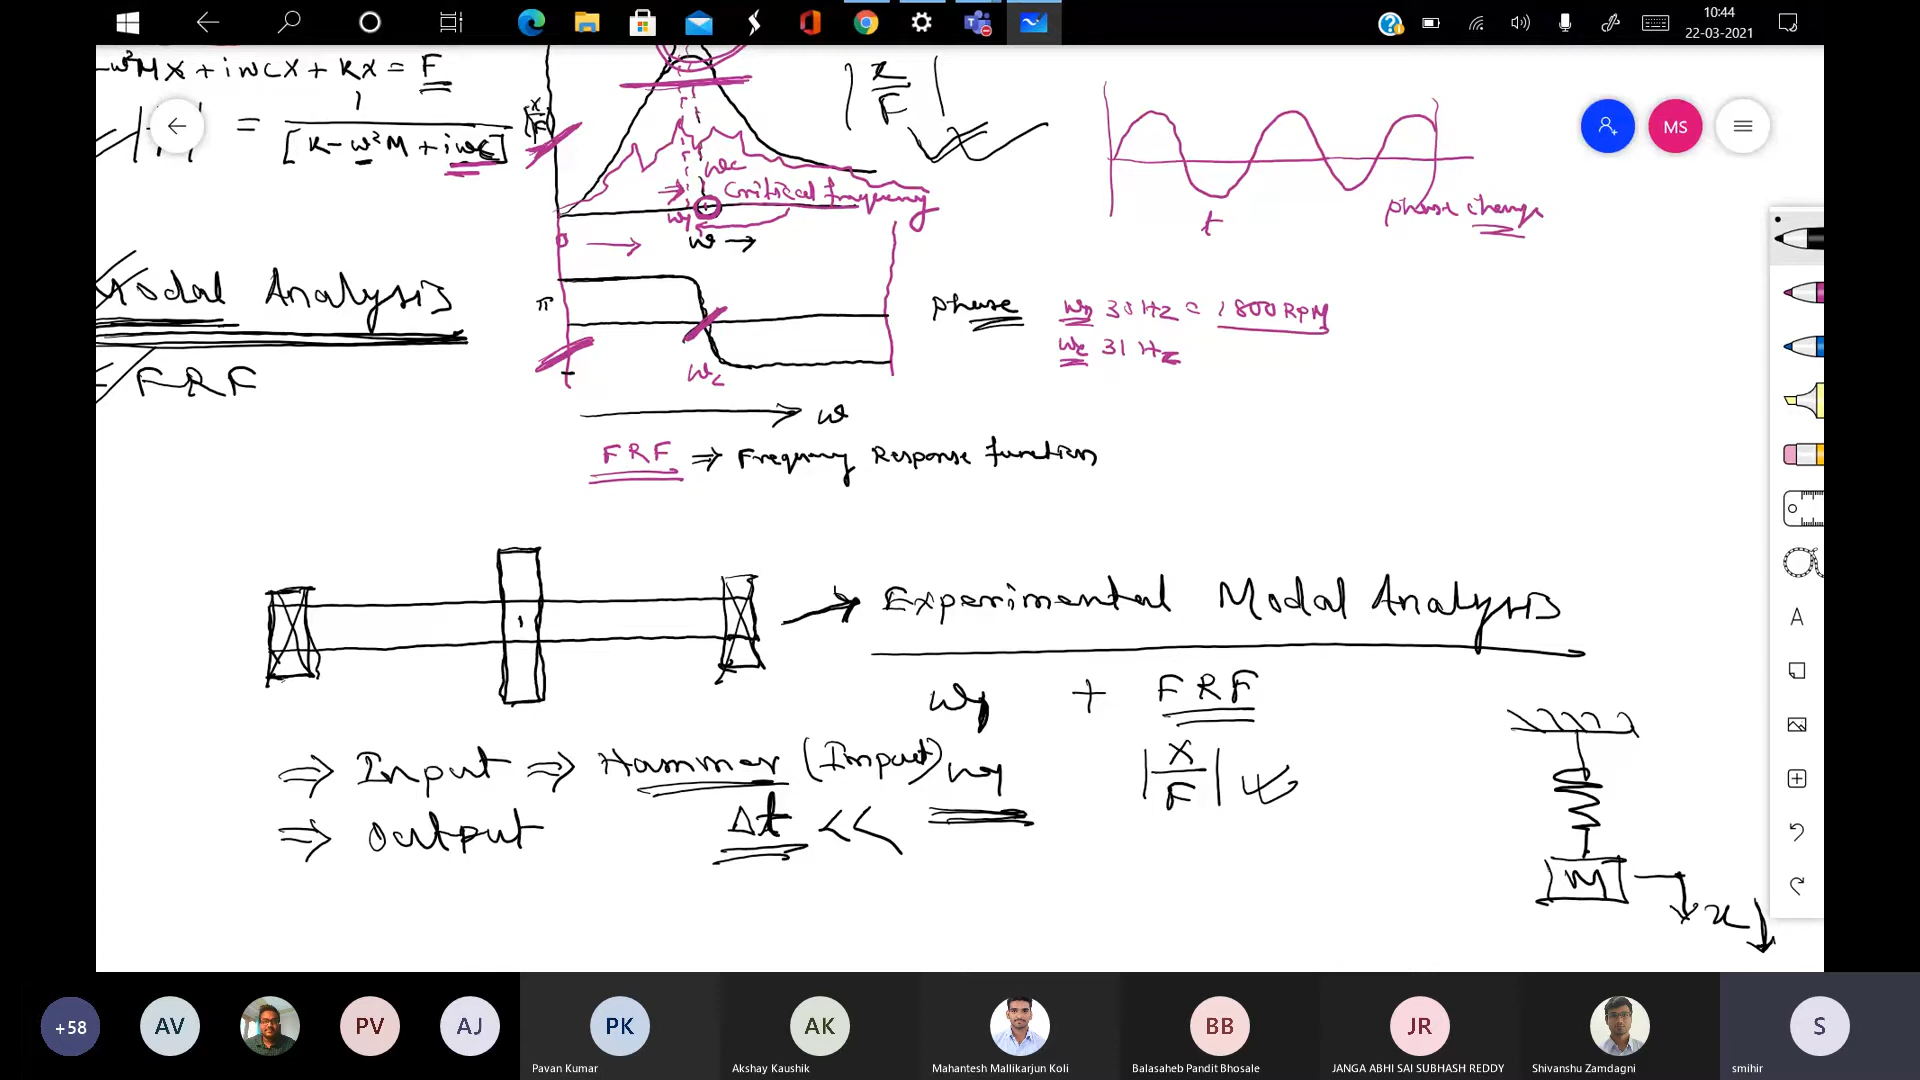 10:44
22-03-2021
-ω²MX + iωCX + KX = F
= 1
[K - ω²M + iωC]
|X/F|
|X/F|
MS
ωc
Critical frequency
ωn
0
ω →
t
phase change
Modal Analysis
FRF
π
phase
ωn 30 Hz = 1800 RPM
ωc 31 Hz
ωc
ω
FRF ⇒ Frequency Response function
→ Experimental Modal Analysis
ωn + FRF
|X/F|
⇒ Input ⇒ Hammer (Impact) ωn
⇒ Output Δt <<
M
x
+58
AV
PV
AJ
PK
AK
BB
JR
S
Pavan Kumar
Akshay Kaushik
Mahantesh Mallikarjun Koli
Balasaheb Pandit Bhosale
JANGA ABHI SAI SUBHASH REDDY
Shivanshu Zamdagni
smihir